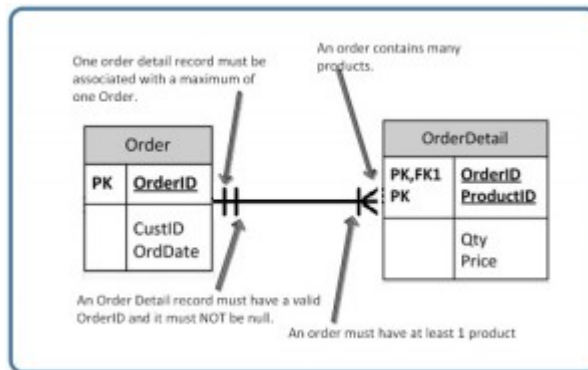 One order detail record must be
associated with a maximum of
one Order.
An order contains many
products.
Order
PK OrderID
CustID
OrdDate
OrderDetail
PK,FK1 OrderID
PK ProductID
Qty
Price
An Order Detail record must have a valid
OrderID and it must NOT be null.
An order must have at least 1 product